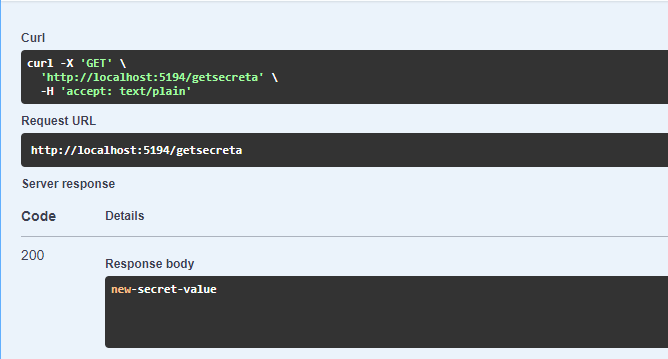 Curl
curl -X 'GET' \
'http://localhost:5194/getsecreta' \
-H 'accept: text/plain'
Request URL
http://localhost:5194/getsecreta
Server response
Code Details
200
Response body
new-secret-value